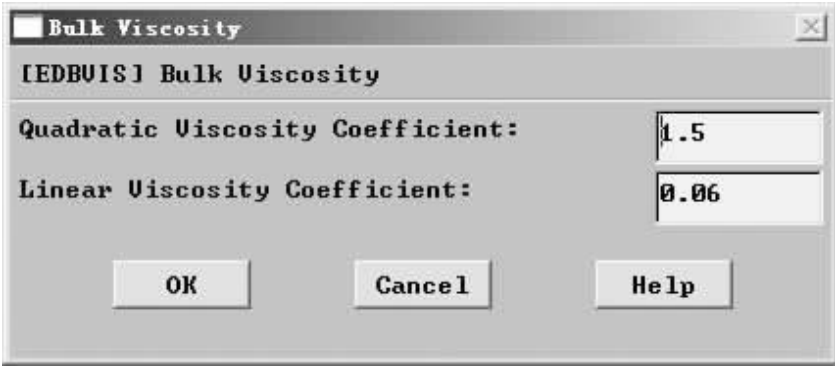 Bulk Viscosity
[EDBVIS] Bulk Viscosity
Quadratic Viscosity Coefficient: 1.5
Linear Viscosity Coefficient: 0.06
OK Cancel Help